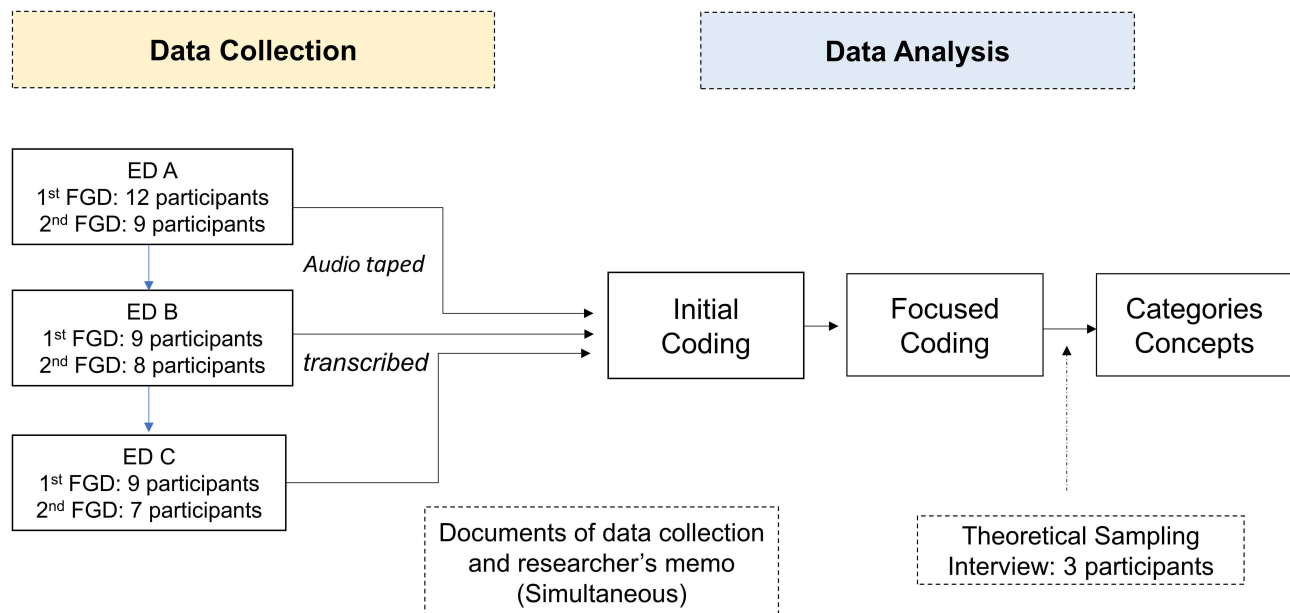 Data Collection
Data Analysis
ED A
1st FGD: 12 participants
2nd FGD: 9 participants
Audio taped
ED B
1st FGD: 9 participants
2nd FGD: 8 participants
transcribed
ED C
1st FGD: 9 participants
2nd FGD: 7 participants
Initial
Coding
Focused
Coding
Categories
Concepts
Documents of data collection
and researcher’s memo
(Simultaneous)
Theoretical Sampling
Interview: 3 participants